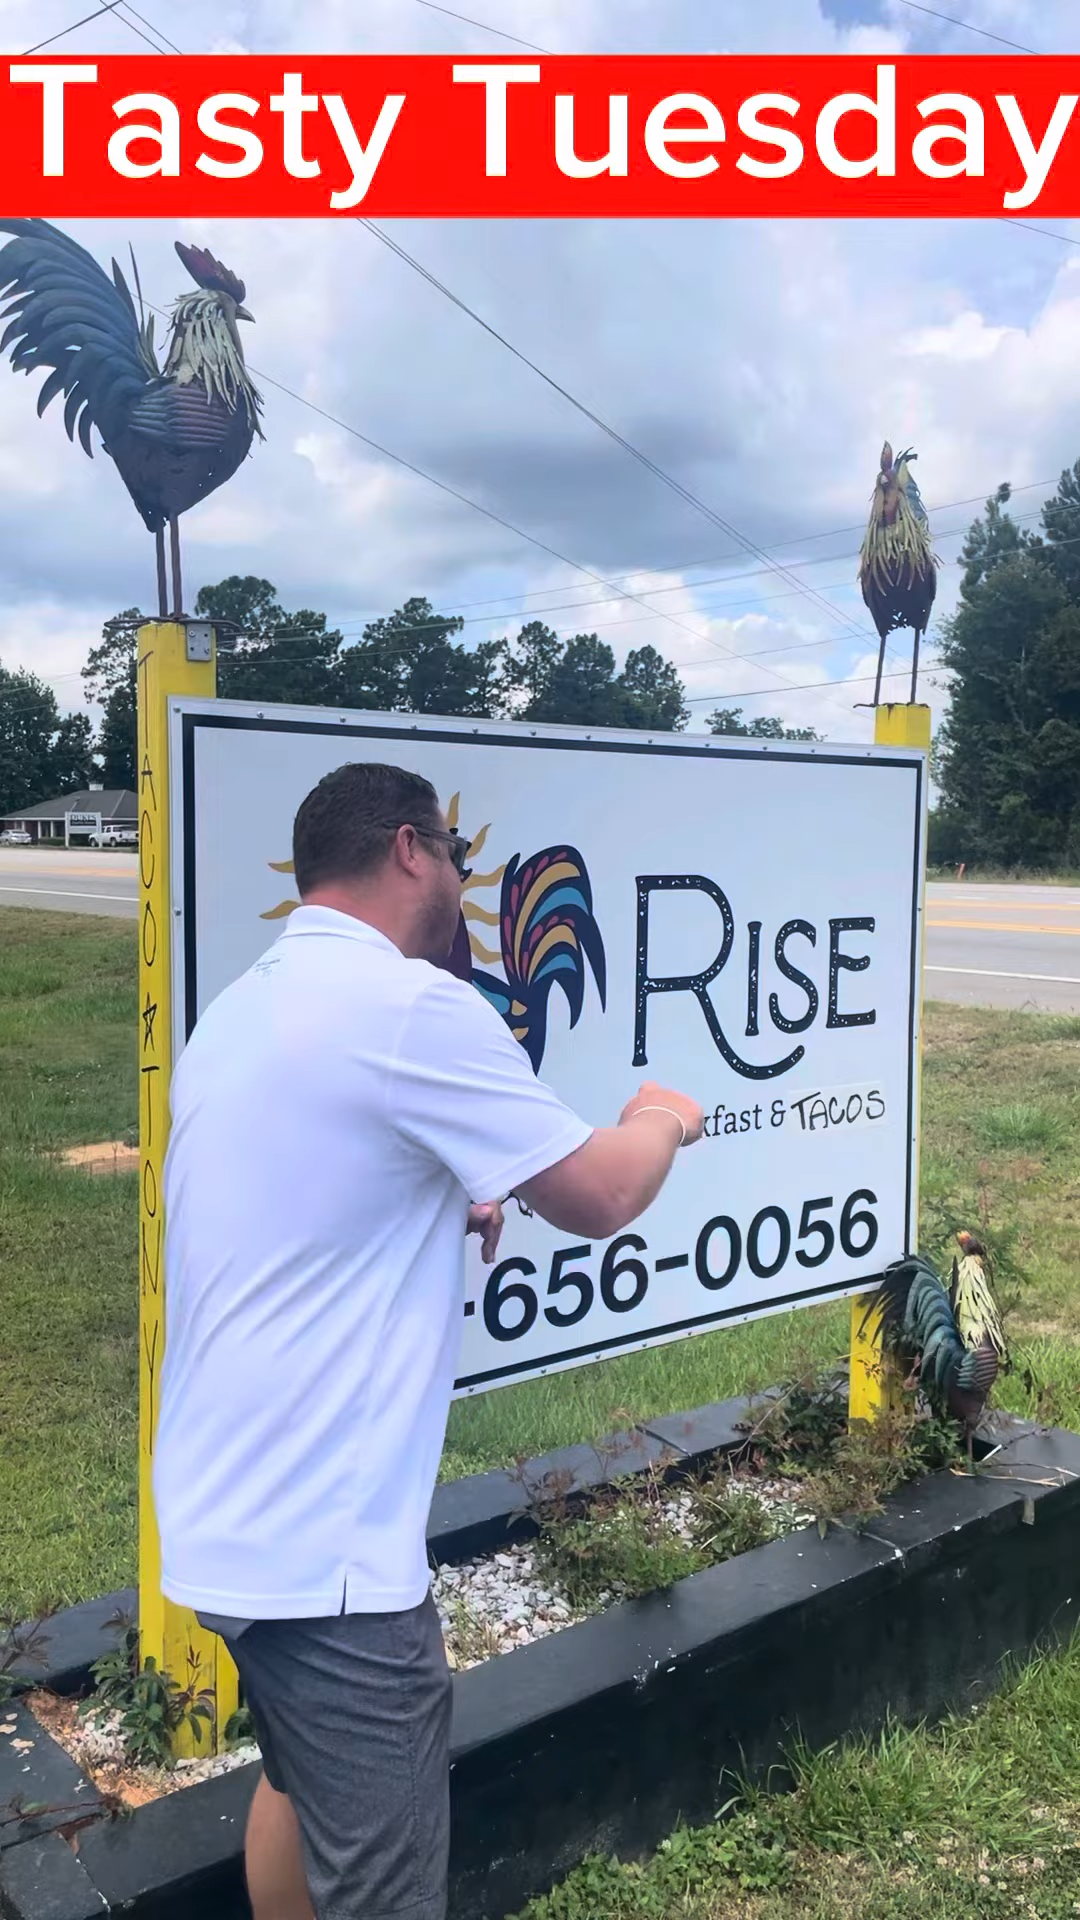 Tasty Tuesday
TACO ★ TONY
RISE
kfast & TACOS
-656-0056